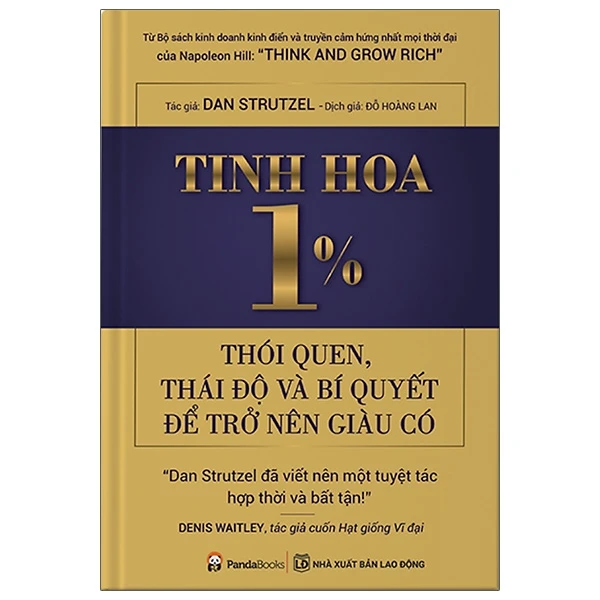 Từ Bộ sách kinh doanh kinh điển và truyền cảm hứng nhất mọi thời đại
của Napoleon Hill: “THINK AND GROW RICH”
Tác giả: DAN STRUTZEL - Dịch giả: ĐỖ HOÀNG LAN
TINH HOA
1%
THÓI QUEN,
THÁI ĐỘ VÀ BÍ QUYẾT
ĐỂ TRỞ NÊN GIÀU CÓ
“Dan Strutzel đã viết nên một tuyệt tác
hợp thời và bất tận!”
DENIS WAITLEY, tác giả cuốn Hạt giống Vĩ đại
PandaBooks LĐ NHÀ XUẤT BẢN LAO ĐỘNG